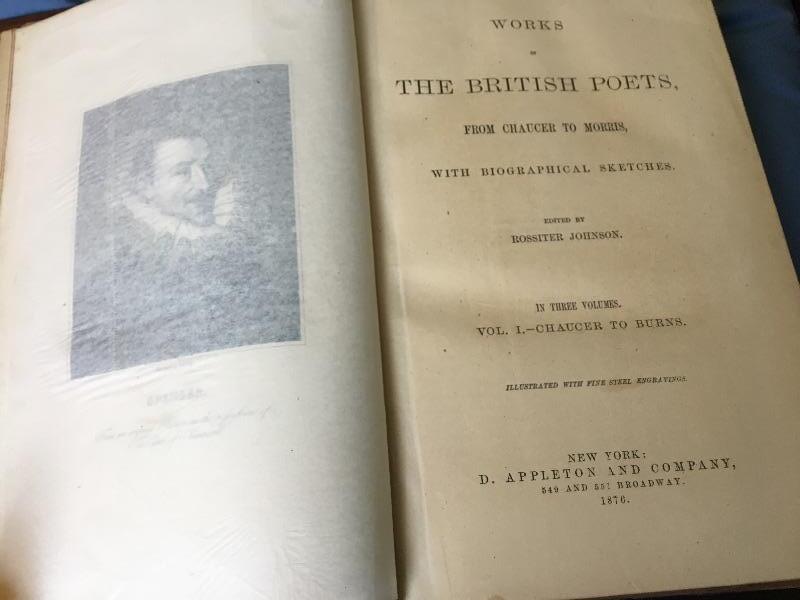 SPENSER.
WORKS
OF
THE BRITISH POETS,
FROM CHAUCER TO MORRIS,
WITH BIOGRAPHICAL SKETCHES.
EDITED BY
ROSSITER JOHNSON.
IN THREE VOLUMES.
VOL. I.—CHAUCER TO BURNS.
ILLUSTRATED WITH FINE STEEL ENGRAVINGS.
NEW YORK:
D. APPLETON AND COMPANY,
549 AND 551 BROADWAY.
1876.